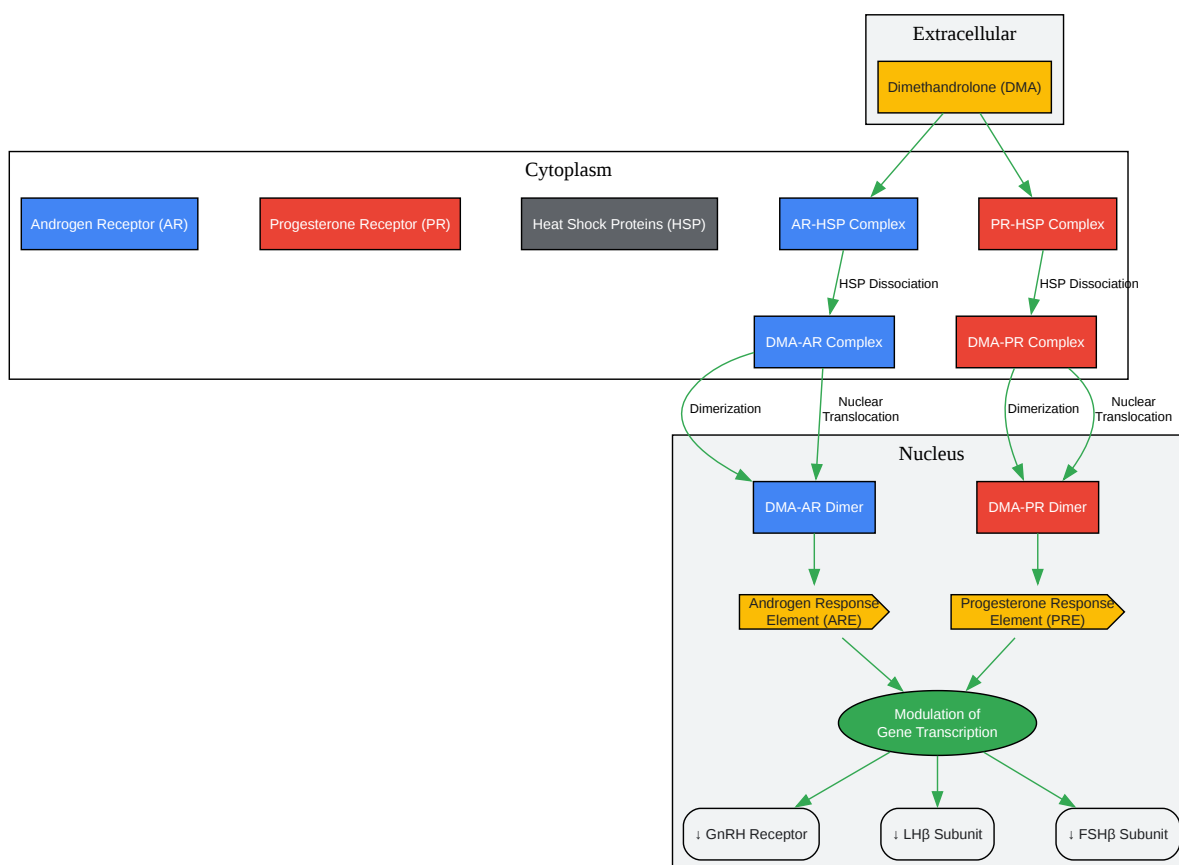 Extracellular
Dimethandrolone (DMA)
Cytoplasm
Androgen Receptor (AR)
Progesterone Receptor (PR)
Heat Shock Proteins (HSP)
AR-HSP Complex
PR-HSP Complex
HSP Dissociation
HSP Dissociation
DMA-AR Complex
DMA-PR Complex
Dimerization
Nuclear
Translocation
Dimerization
Nuclear
Translocation
Nucleus
DMA-AR Dimer
DMA-PR Dimer
Androgen Response
Element (ARE)
Progesterone Response
Element (PRE)
Modulation of
Gene Transcription
↓ GnRH Receptor
↓ LHβ Subunit
↓ FSHβ Subunit